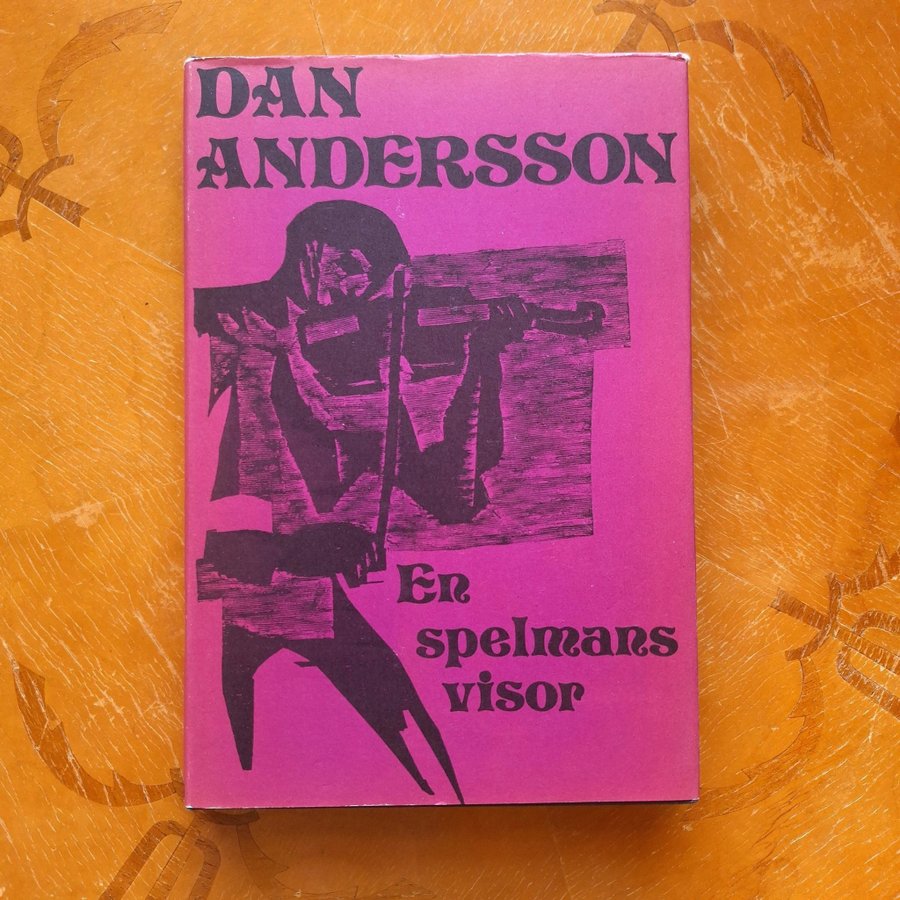 DAN
ANDERSSON
En
spelmans
visor